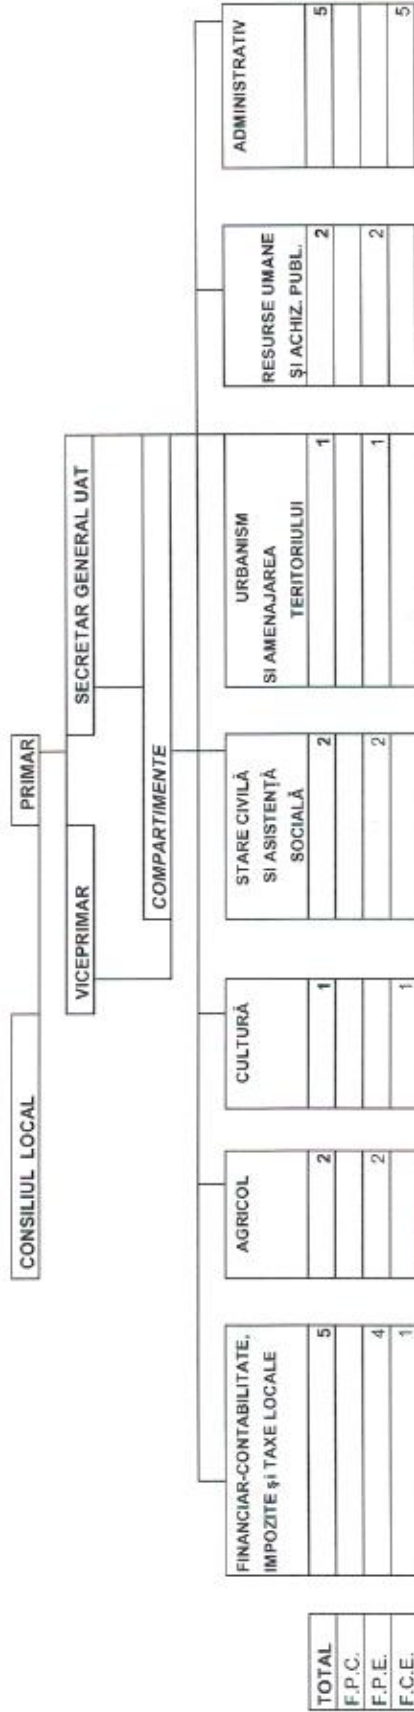 CONSILIUL LOCAL
PRIMAR
VICEPRIMAR
SECRETAR GENERAL UAT
COMPARTIMENTE
FINANCIAR-CONTABILITATE,
IMPOZITE şi TAXE LOCALE
AGRICOL
CULTURĂ
STARE CIVILĂ
SI ASISTENŢĂ
SOCIALĂ
URBANISM
SI AMENAJAREA
TERITORIULUI
RESURSE UMANE
ŞI ACHIZ. PUBL.
ADMINISTRATIV
TOTAL 5 2 1 2 1 2 5
F.P.C.
F.P.E. 4 2 2 1 2
F.C.E. 1 1 5